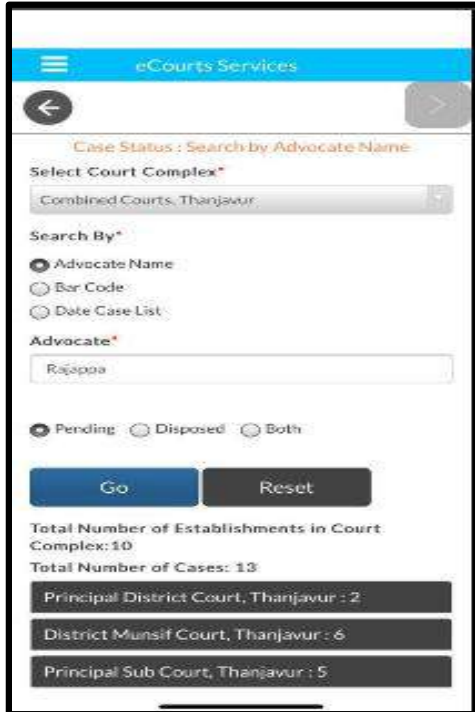 eCourts Services
Case Status : Search by Advocate Name
Select Court Complex*
Combined Courts, Thanjavur
Search By*
Advocate Name
Bar Code
Date Case List
Advocate*
Rajappa
Pending Disposed Both
Go Reset
Total Number of Establishments in Court
Complex:10
Total Number of Cases: 13
Principal District Court, Thanjavur : 2
District Munsif Court, Thanjavur : 6
Principal Sub Court, Thanjavur : 5